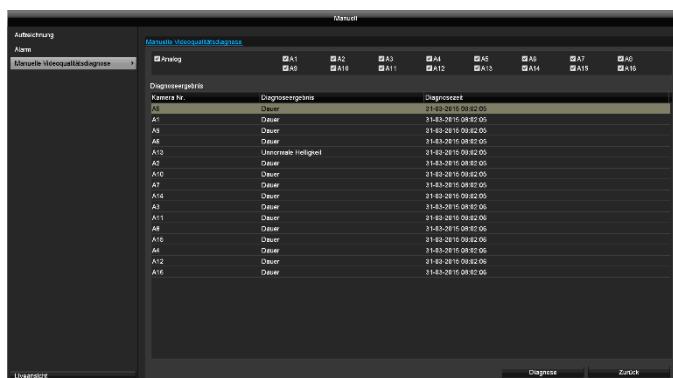 Manuell
Aufzeichnung
Alarm
Manuelle Videoqualitätsdiagnose
Manuelle Videoqualitätsdiagnose
Analog A1 A2 A3 A4 A5 A6 A7 A8
A9 A10 A11 A12 A13 A14 A15 A16
Diagnoseergebnis
Kamera Nr. Diagnoseergebnis Diagnosezeit
Dauer 31-03-2015 08:02:05
A1 Dauer 31-03-2015 08:02:05
Dauer 31-03-2015 08:02:05
A6 Dauer 31-03-2015 08:02:05
A13 Unnormale Helligkeit 31-03-2015 08:02:05
A2 Dauer 31-03-2015 08:02:05
A10 Dauer 31-03-2015 08:02:05
A7 Dauer 31-03-2015 08:02:05
A14 Dauer 31-03-2015 08:02:05
A3 Dauer 31-03-2015 08:02:06
A11 Dauer 31-03-2015 08:02:06
A8 Dauer 31-03-2015 08:02:06
A15 Dauer 31-03-2015 08:02:06
A4 Dauer 31-03-2015 08:02:06
A12 Dauer 31-03-2015 08:02:06
A16 Dauer 31-03-2015 08:02:06
Liveansicht
Diagnose Zurück